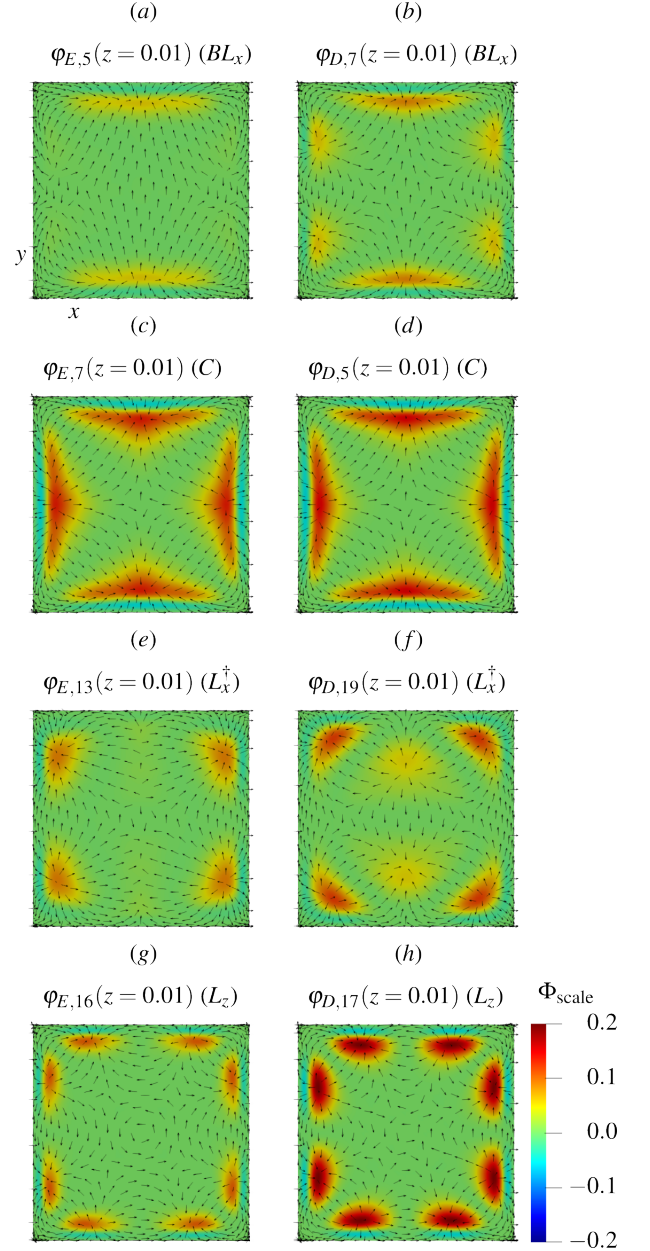 (a) (b)
φE,5(z = 0.01) (BLx) φD,7(z = 0.01) (BLx)
y
x
(c) (d)
φE,7(z = 0.01) (C) φD,5(z = 0.01) (C)
(e) (f)
φE,13(z = 0.01) (Lx†) φD,19(z = 0.01) (Lx†)
(g) (h)
φE,16(z = 0.01) (Lz) φD,17(z = 0.01) (Lz)
Φscale
0.2
0.1
0.0
−0.1
−0.2